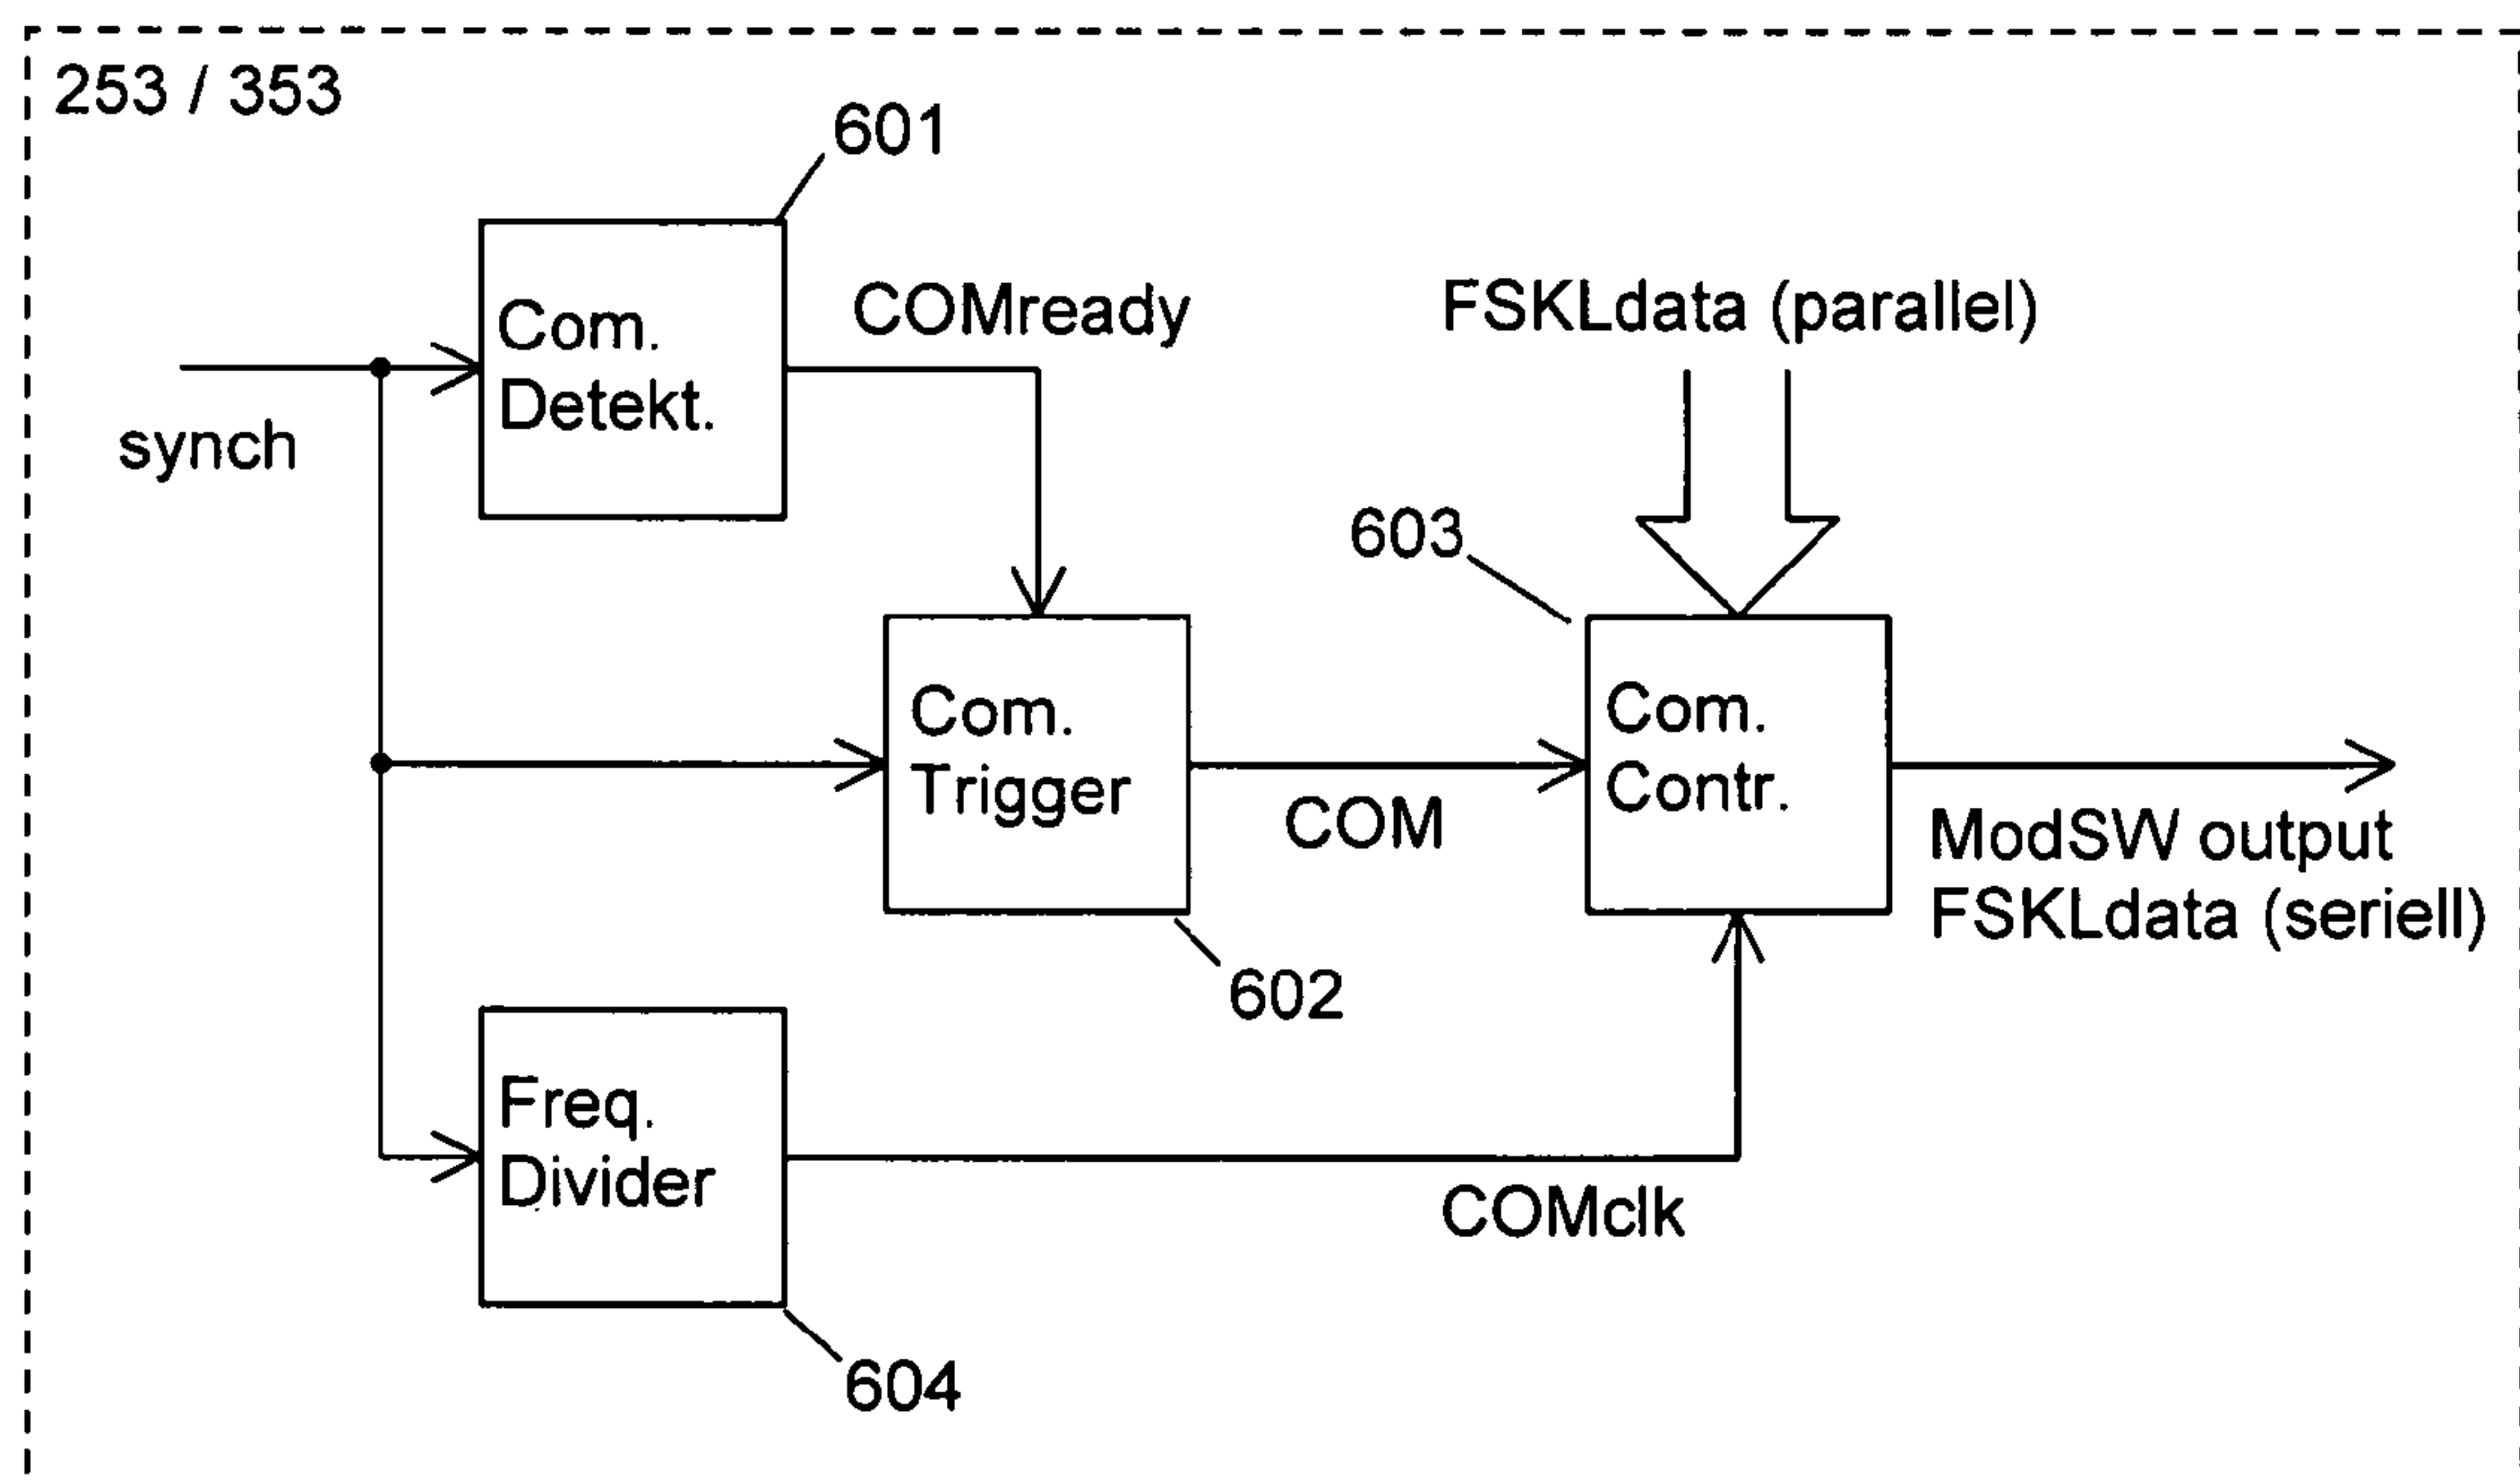 253 / 353
601
Com.
Detekt.
COMready
FSKLdata (parallel)
synch
603
Com.
Trigger
COM
Com.
Contr.
ModSW output
FSKLdata (seriell)
602
Freq.
Divider
COMclk
604